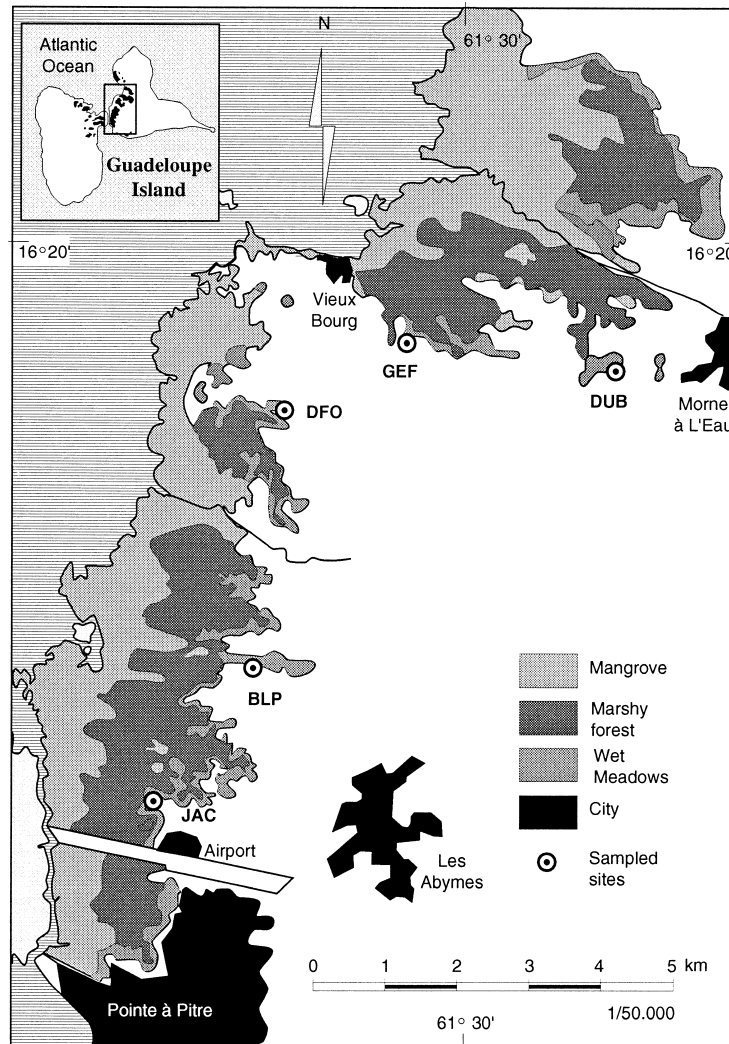 N
61° 30'
Atlantic
Ocean
Guadeloupe
Island
16°20'
16°20
Vieux
Bourg
GEF
DUB
Morne
à L'Eau
DFO
BLP
JAC
Airport
Les
Abymes
Pointe à Pitre
Mangrove
Marshy
forest
Wet
Meadows
City
Sampled
sites
0 1 2 3 4 5 km
61° 30'
1/50.000